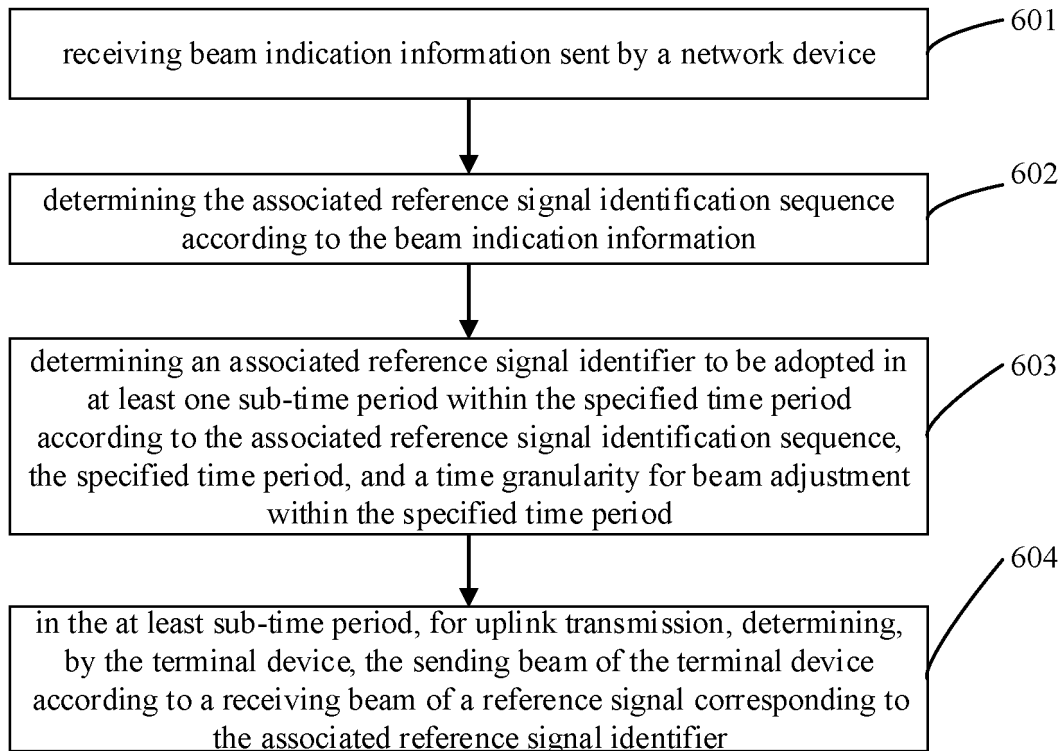 receiving beam indication information sent by a network device
601
determining the associated reference signal identification sequence
according to the beam indication information
602
determining an associated reference signal identifier to be adopted in
at least one sub-time period within the specified time period
according to the associated reference signal identification sequence,
the specified time period, and a time granularity for beam adjustment
within the specified time period
603
in the at least sub-time period, for uplink transmission, determining,
by the terminal device, the sending beam of the terminal device
according to a receiving beam of a reference signal corresponding to
the associated reference signal identifier
604